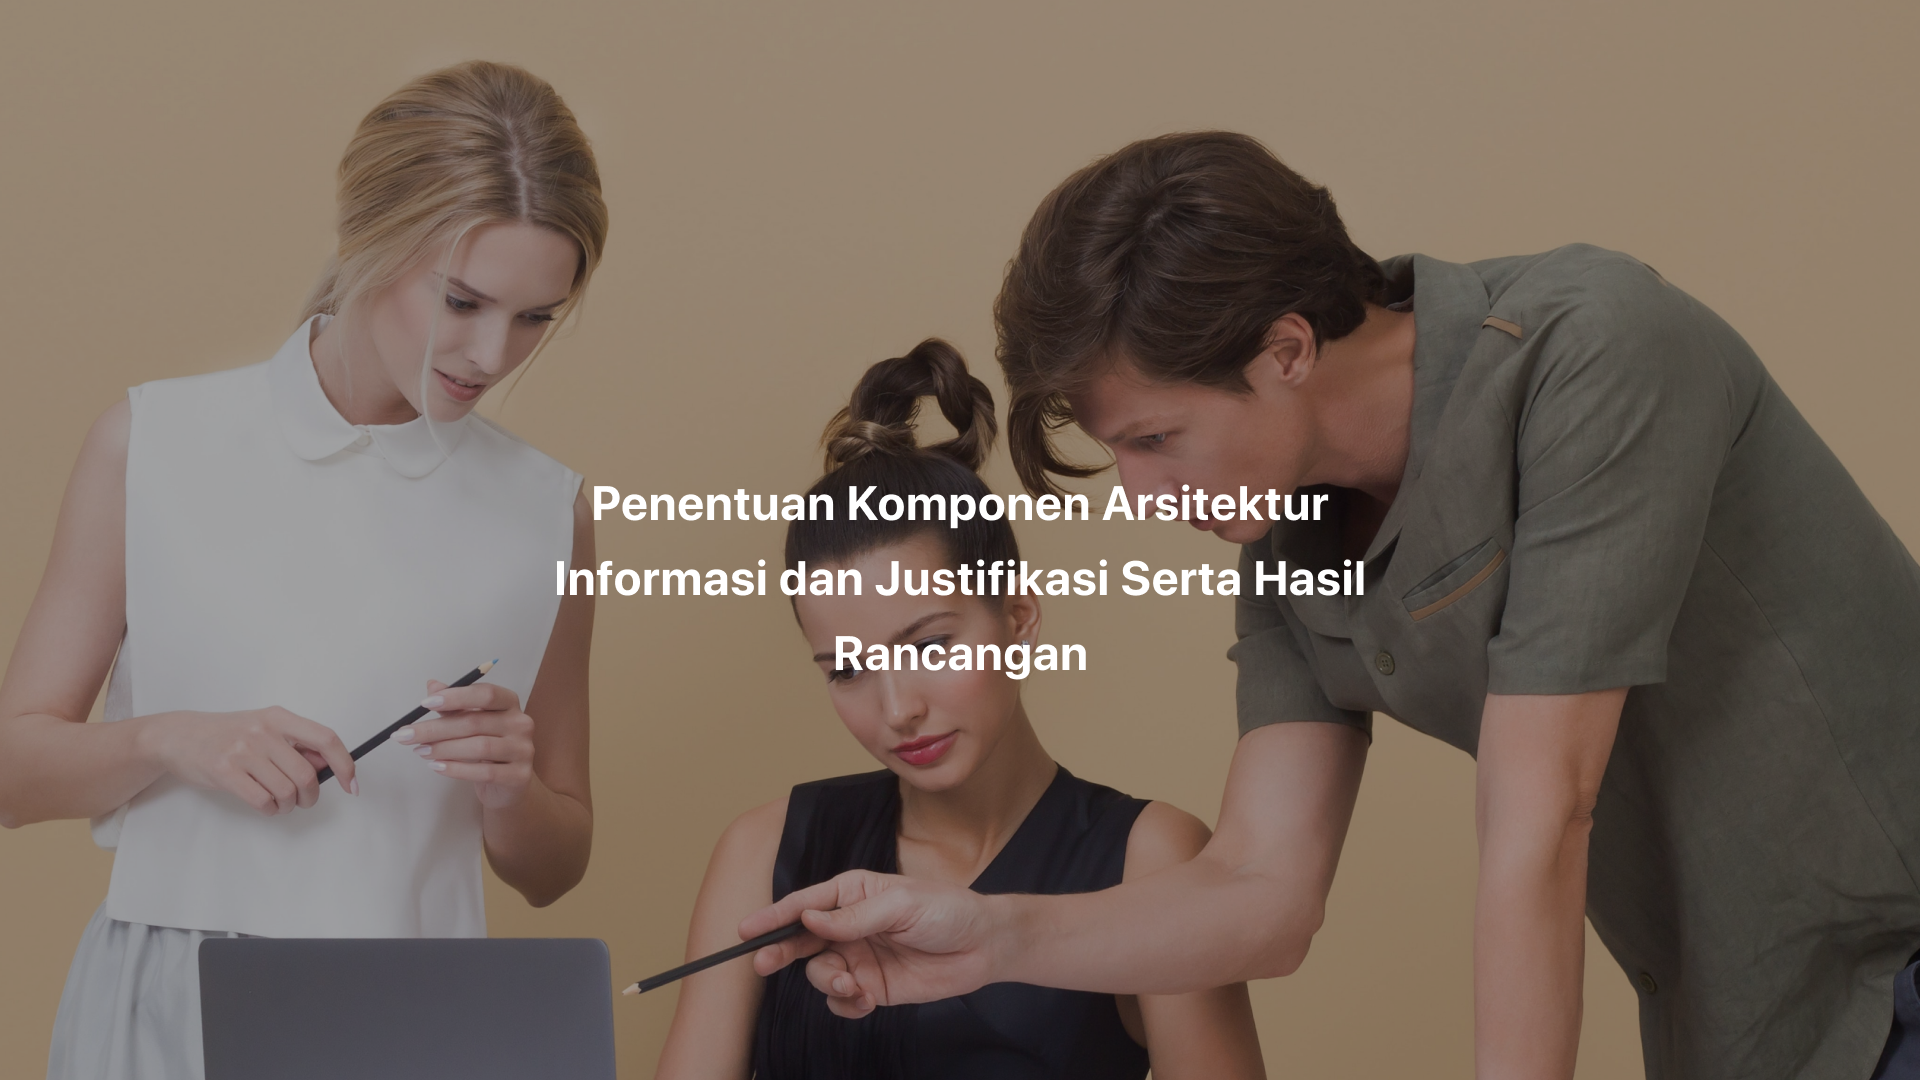 Penentuan Komponen Arsitektur
Informasi dan Justifikasi Serta Hasil
Rancangan